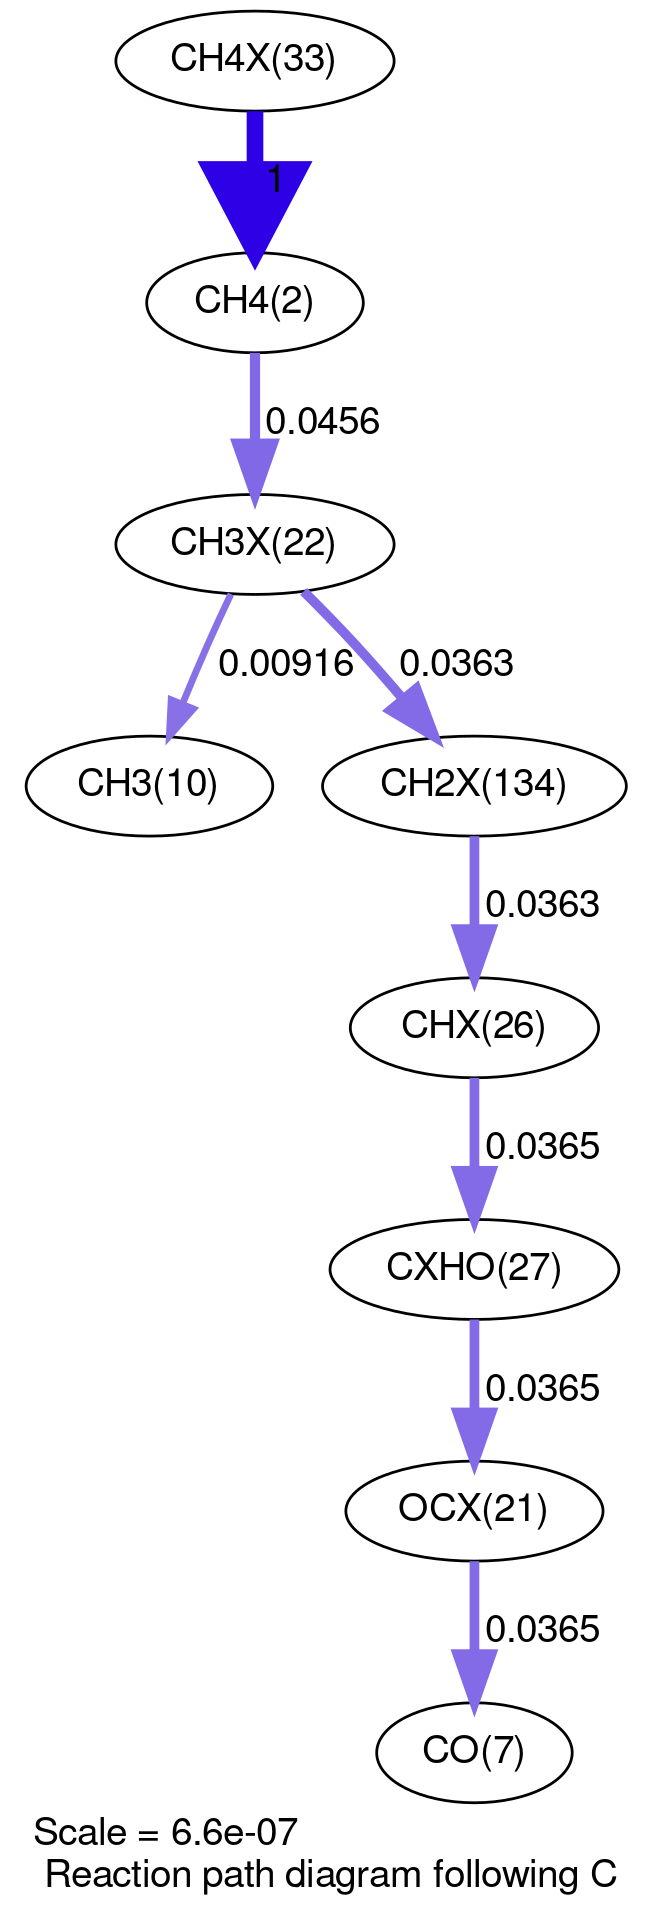 CH4X(33)
1
CH4(2)
0.0456
CH3X(22)
0.00916
0.0363
CH3(10)
CH2X(134)
0.0363
CHX(26)
0.0365
CXHO(27)
0.0365
OCX(21)
0.0365
CO(7)
Scale = 6.6e-07
Reaction path diagram following C